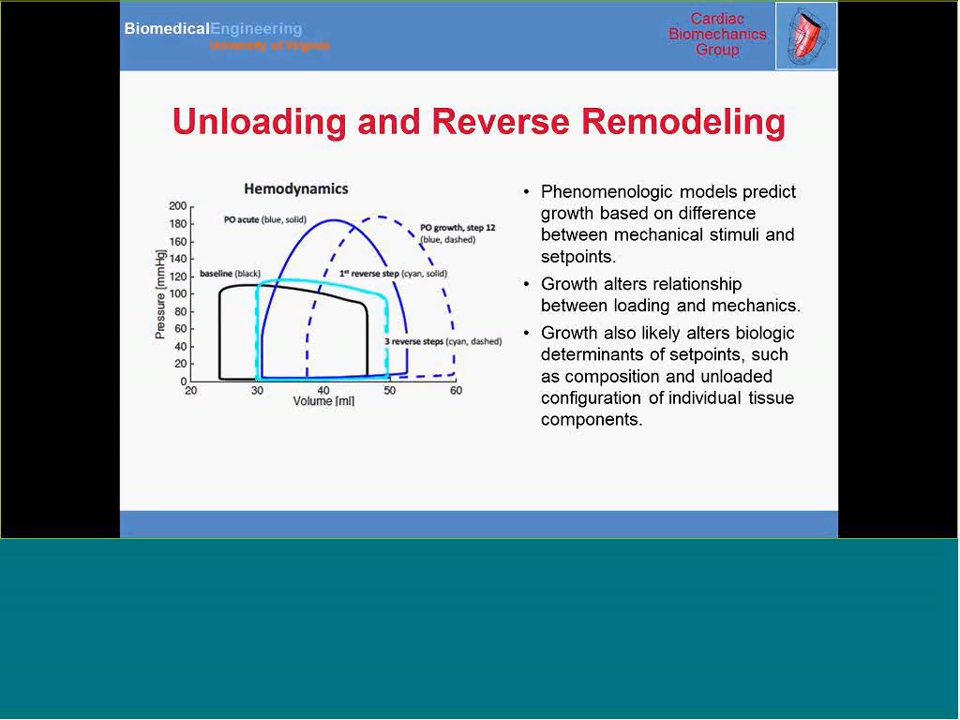 BiomedicalEngineering
University of Virginia
Cardiac
Biomechanics
Group
Unloading and Reverse Remodeling
Hemodynamics
PO acute (blue, solid)
PO growth, step 12
(blue, dashed)
baseline (black)
1st reverse step (cyan, solid)
3 reverse steps (cyan, dashed)
Pressure [mmHg]
200
180
160
140
120
100
80
60
40
20
0
20
30
40
50
60
Volume [ml]
• Phenomenologic models predict
growth based on difference
between mechanical stimuli and
setpoints.
• Growth alters relationship
between loading and mechanics.
• Growth also likely alters biologic
determinants of setpoints, such
as composition and unloaded
configuration of individual tissue
components.